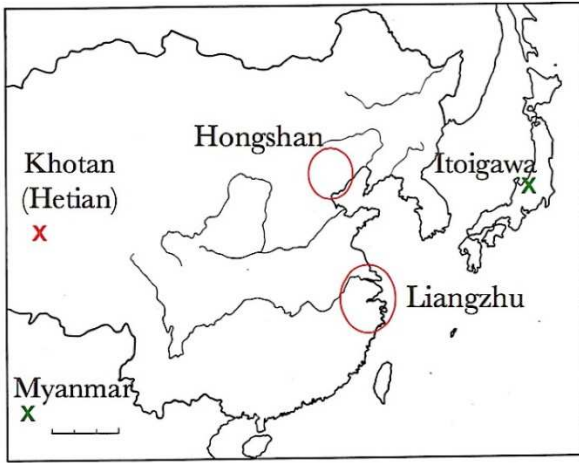 Hongshan
Khotan
(Hetian)
X
Itoigawa
X
Liangzhu
Myanmar
X